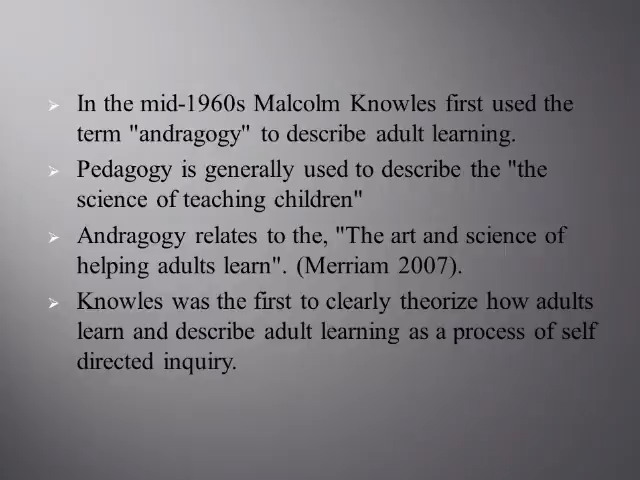 In the mid-1960s Malcolm Knowles first used the
term "andragogy" to describe adult learning.
Pedagogy is generally used to describe the "the
science of teaching children"
Andragogy relates to the, "The art and science of
helping adults learn". (Merriam 2007).
Knowles was the first to clearly theorize how adults
learn and describe adult learning as a process of self
directed inquiry.